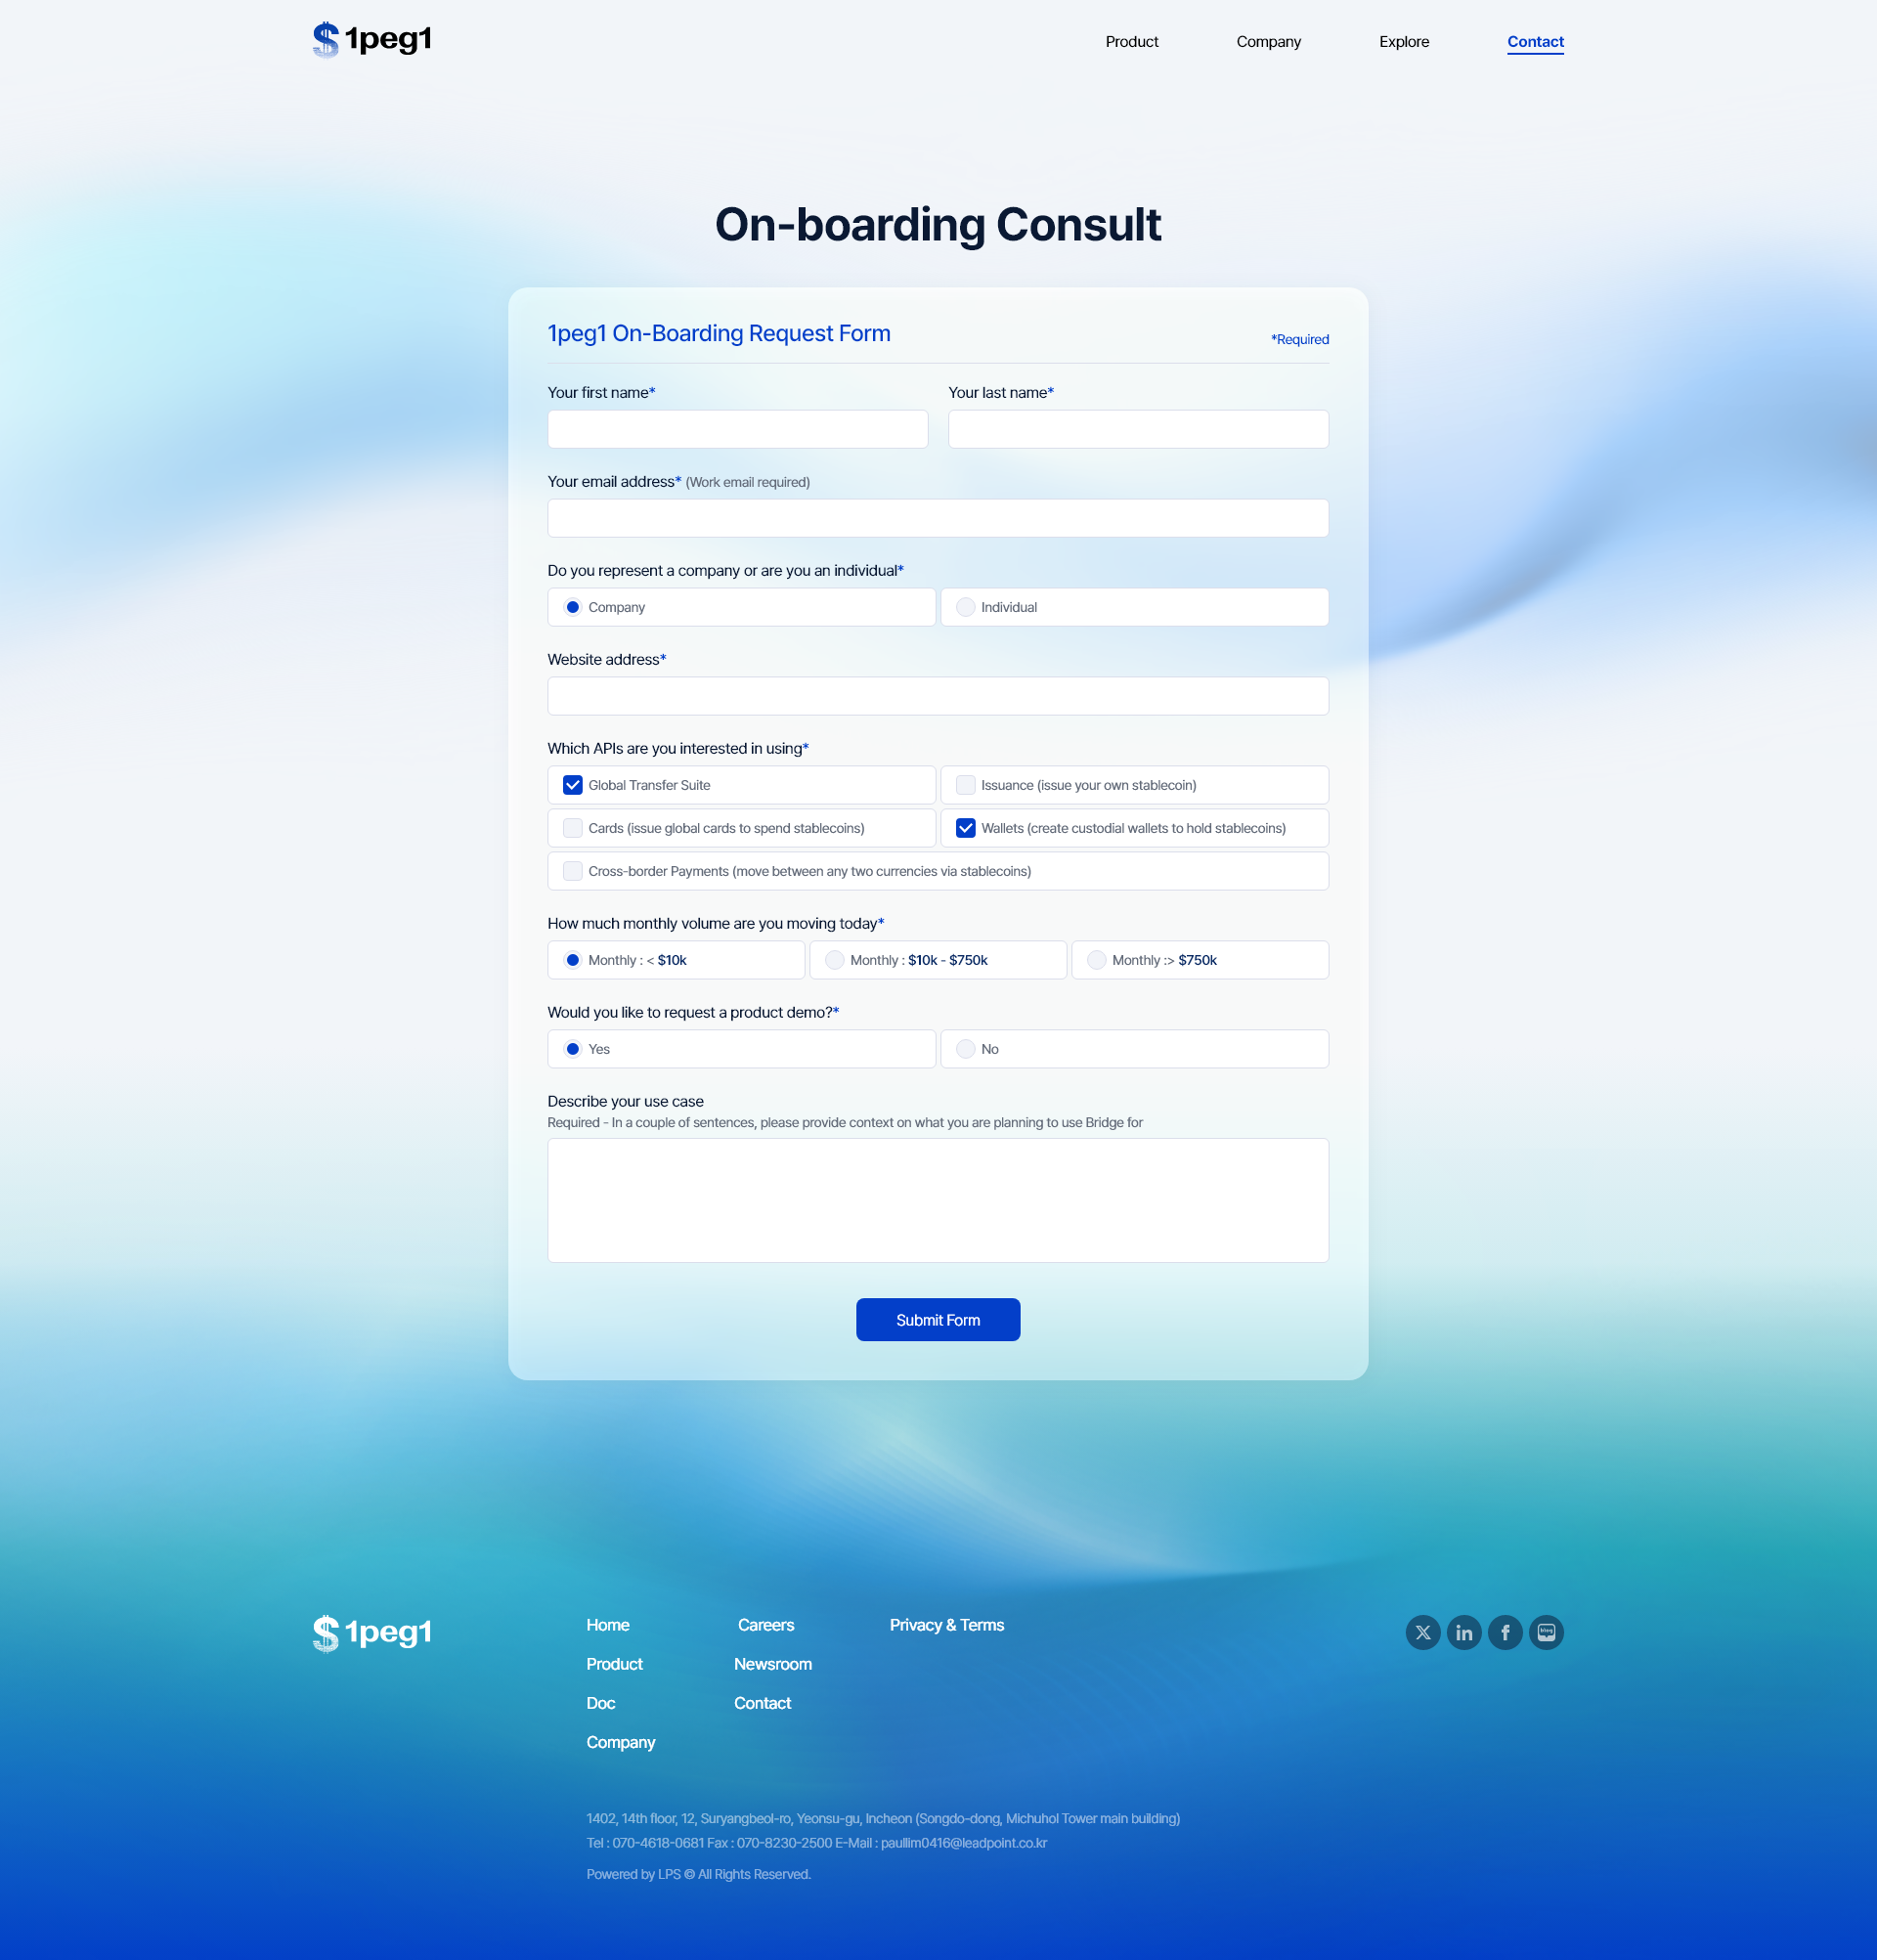 1peg1
Product Company Explore Contact
On-boarding Consult
1peg1 On-Boarding Request Form
*Required
Your first name* Your last name*
Your email address* (Work email required)
Do you represent a company or are you an individual*
Company Individual
Website address*
Which APIs are you interested in using*
Global Transfer Suite Issuance (issue your own stablecoin)
Cards (issue global cards to spend stablecoins) Wallets (create custodial wallets to hold stablecoins)
Cross-border Payments (move between any two currencies via stablecoins)
How much monthly volume are you moving today*
Monthly : < $10k Monthly : $10k - $750k Monthly :> $750k
Would you like to request a product demo?*
Yes No
Describe your use case
Required - In a couple of sentences, please provide context on what you are planning to use Bridge for
Submit Form
1peg1
Home Careers Privacy & Terms
Product Newsroom
Doc Contact
Company
1402, 14th floor, 12, Suryangbeol-ro, Yeonsu-gu, Incheon (Songdo-dong, Michuhol Tower main building)
Tel : 070-4618-0681 Fax : 070-8230-2500 E-Mail : paullim0416@leadpoint.co.kr
Powered by LPS © All Rights Reserved.